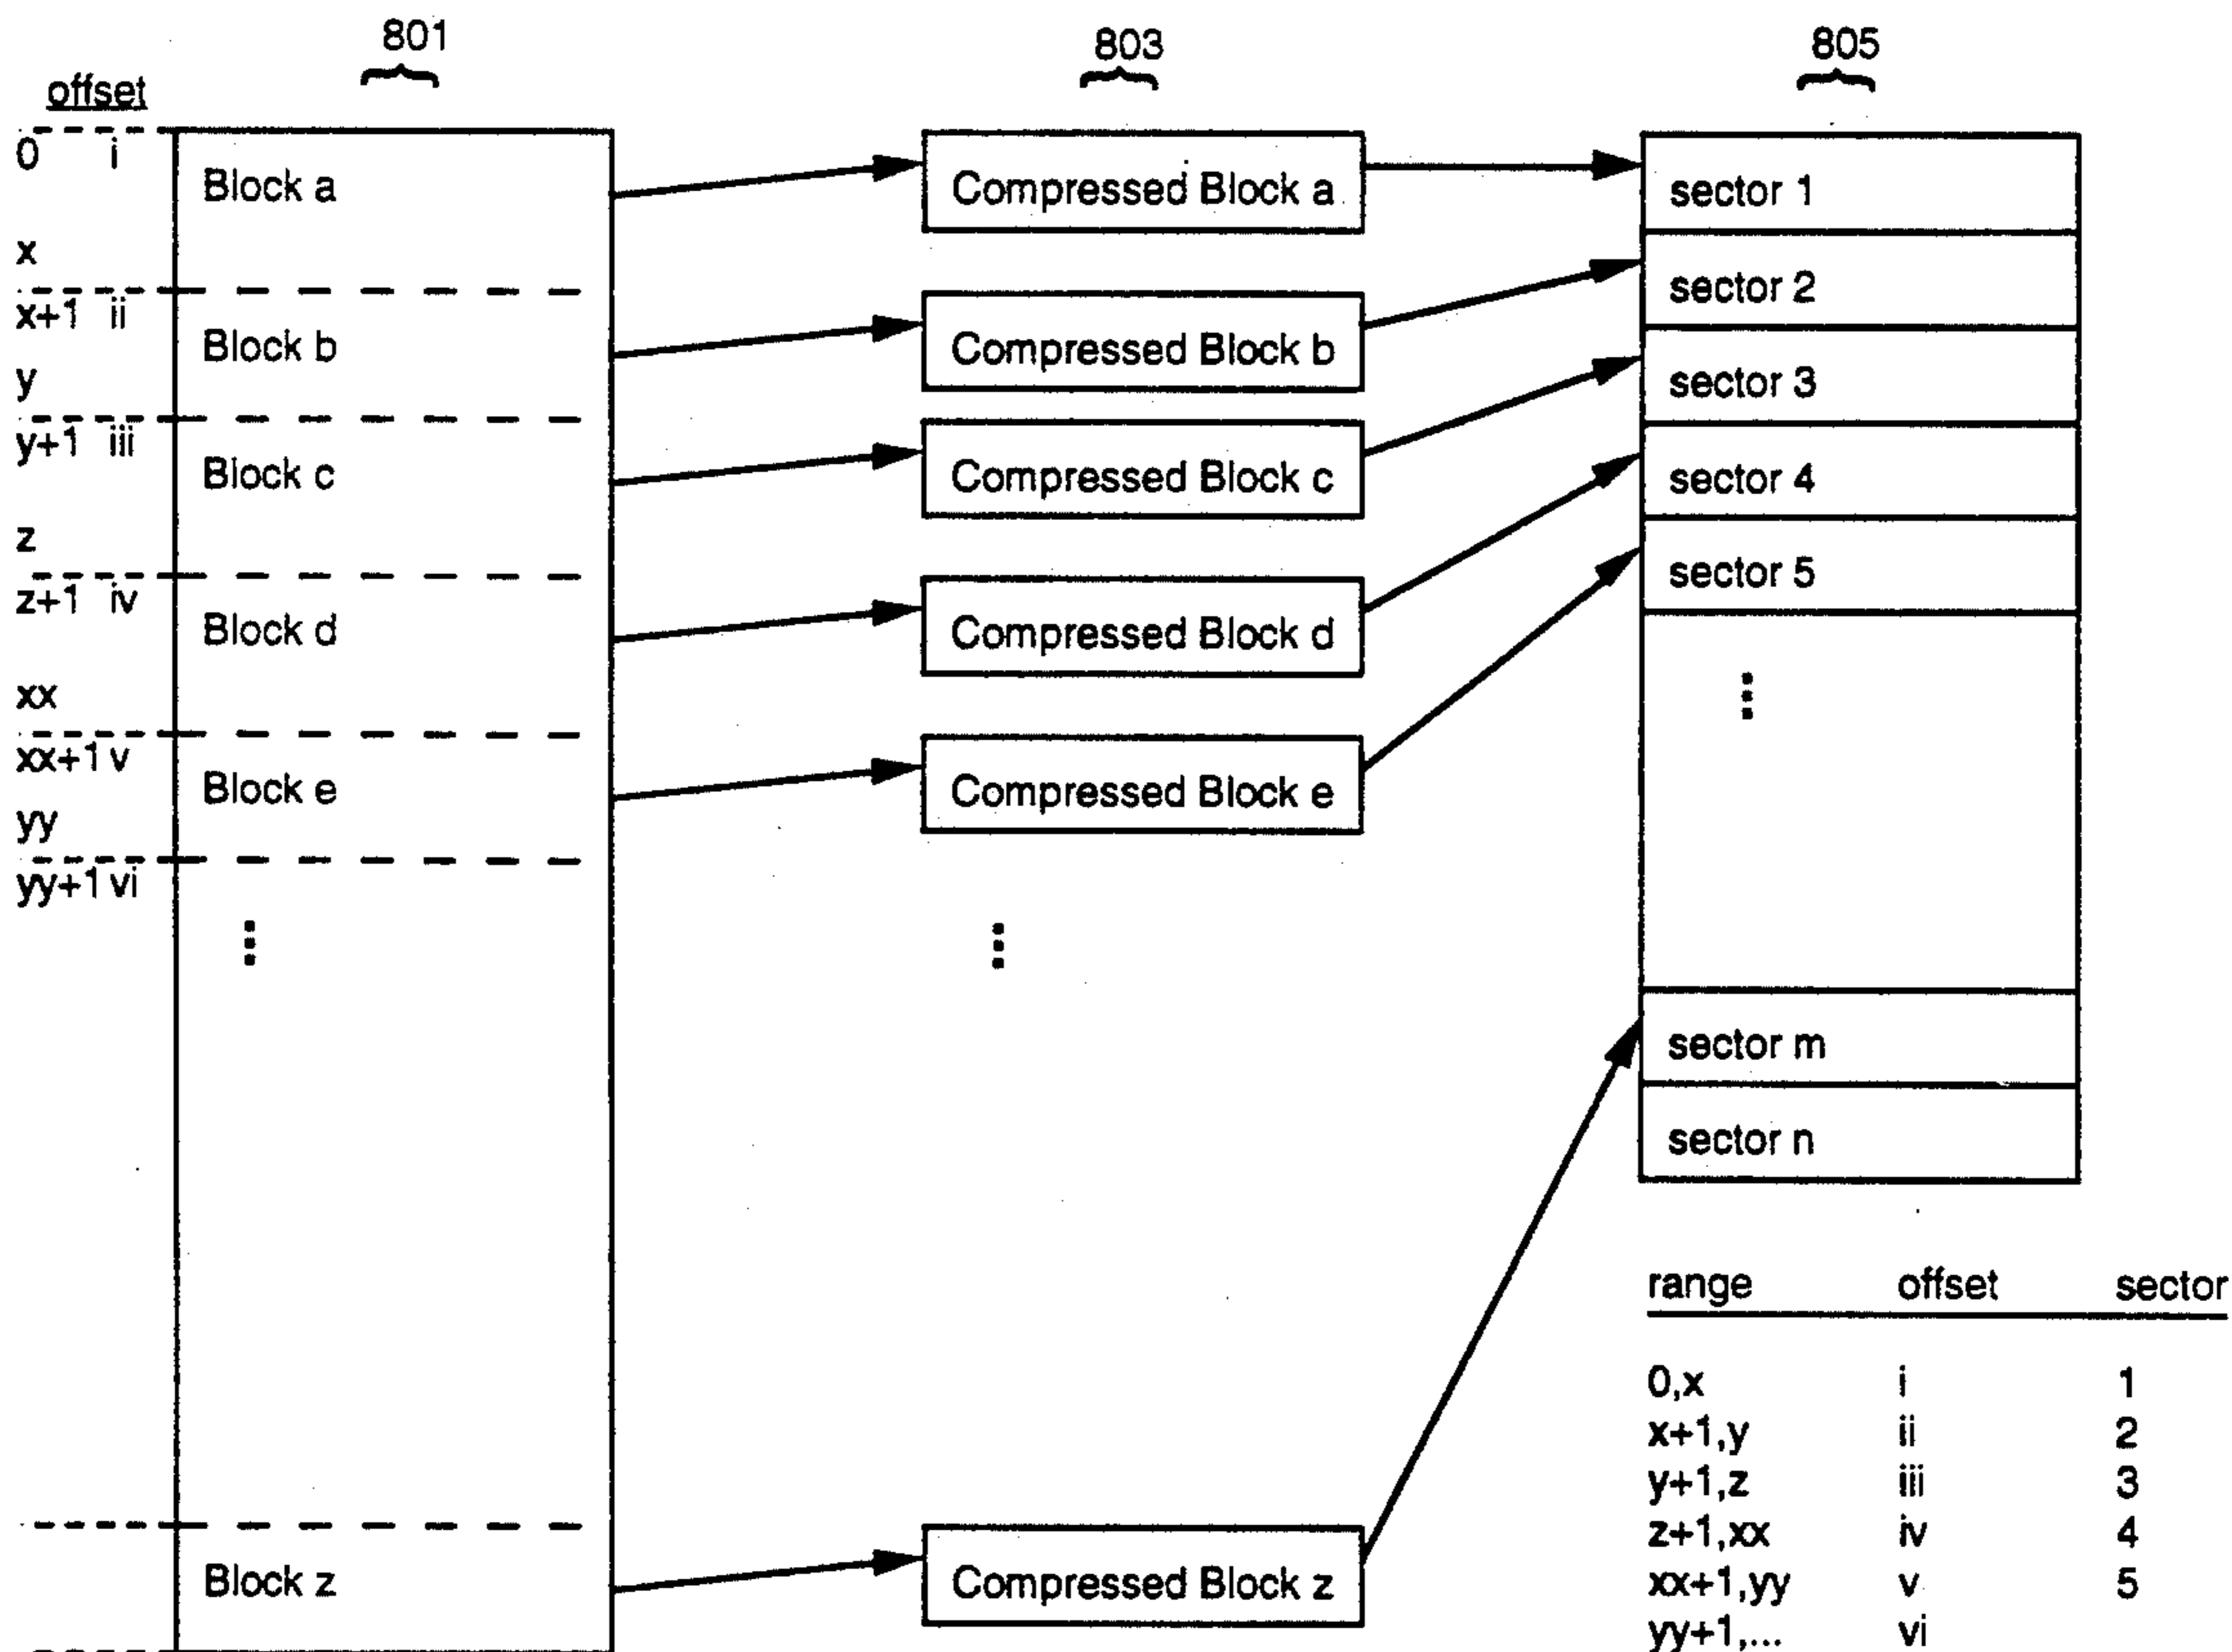 801
803
805
offset
0 i
Block a
Compressed Block a
sector 1
x
x+1 ii
Block b
Compressed Block b
sector 2
y
y+1 iii
Block c
Compressed Block c
sector 3
z
z+1 iv
Block d
Compressed Block d
sector 4
xx
xx+1 v
Block e
Compressed Block e
sector 5
yy
yy+1 vi
sector m
sector n
Block z
Compressed Block z
range offset sector
0,x i 1
x+1,y ii 2
y+1,z iii 3
z+1,xx iv 4
xx+1,yy v 5
yy+1,... vi